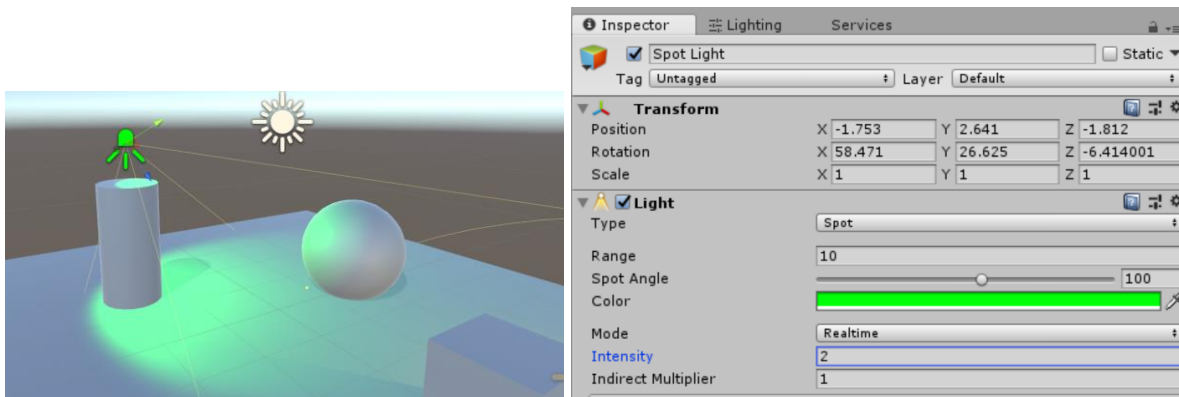 Inspector Lighting Services
Spot Light Static
Tag Untagged Layer Default
Transform
Position X -1.753 Y 2.641 Z -1.812
Rotation X 58.471 Y 26.625 Z -6.414001
Scale X 1 Y 1 Z 1
Light
Type Spot
Range 10
Spot Angle 100
Color
Mode Realtime
Intensity 2
Indirect Multiplier 1